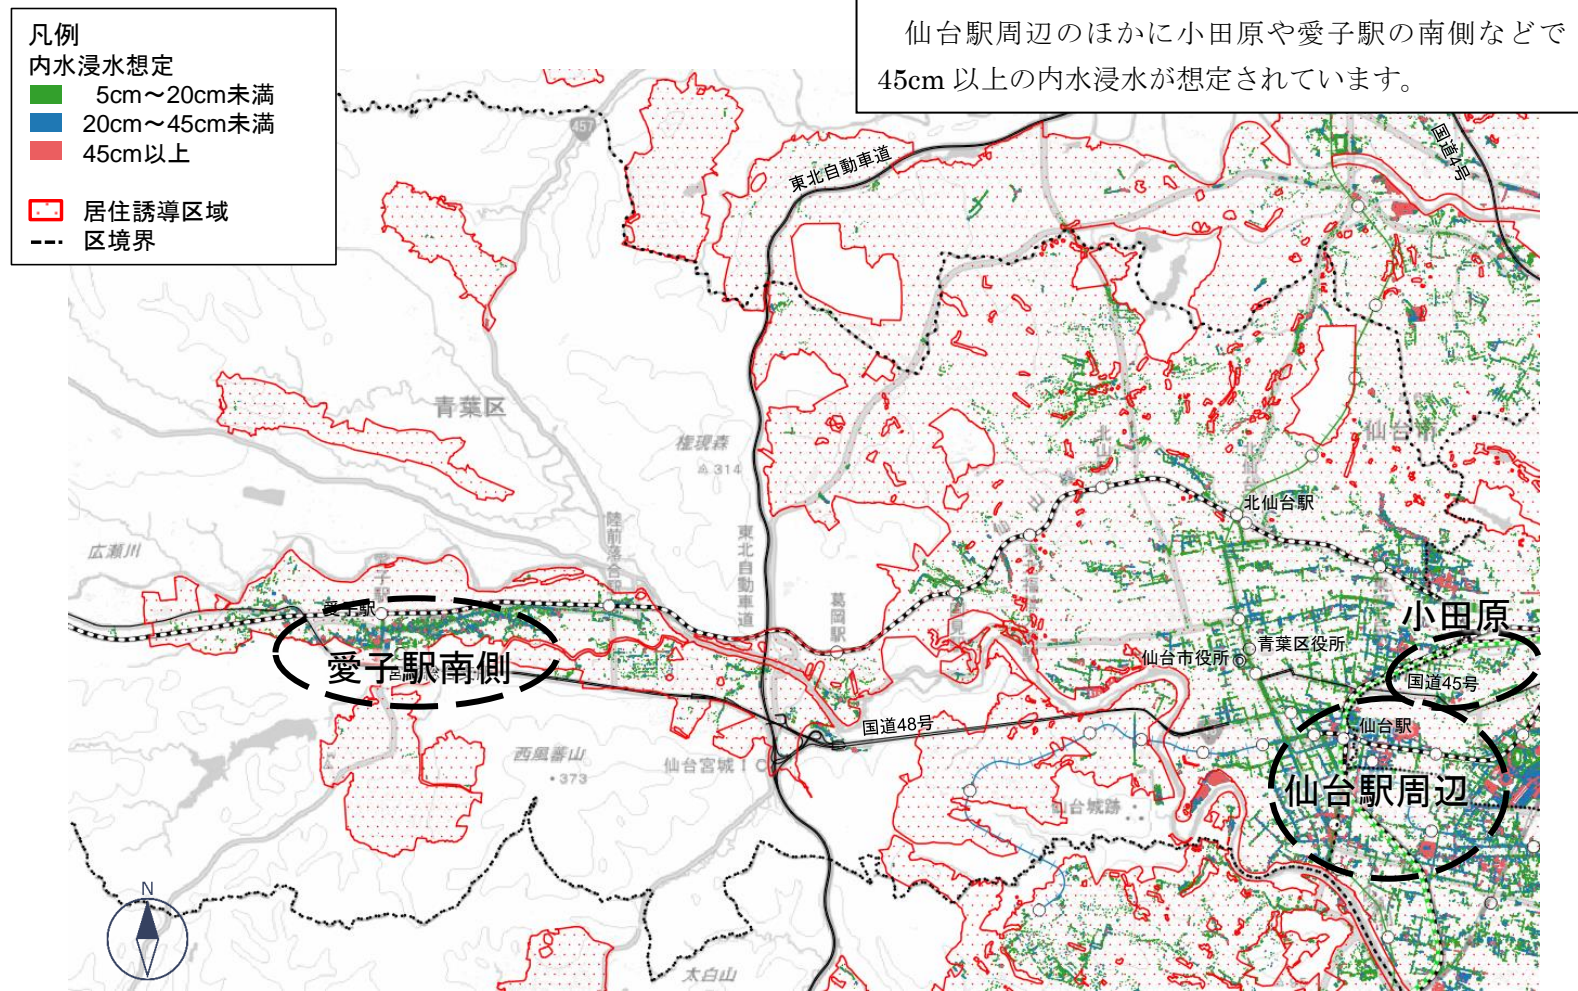 凡例
内水浸水想定
5cm～20cm未満
20cm～45cm未満
45cm以上
居住誘導区域
区境界
仙台駅周辺のほかに小田原や愛子駅の南側などで
45cm 以上の内水浸水が想定されています。
457
東北自動車道
国道4号
青葉区
権現森
314
仙台市
北山
北仙台駅
広瀬川
愛子駅
陸前落合駅
東北自動車道
葛岡駅
愛子駅
愛子駅南側
小田原
青葉区役所
仙台市役所
国道45号
国道48号
仙台駅
仙台駅周辺
西風蕃山
・373
仙台宮城IC
仙台城跡
太白山
N